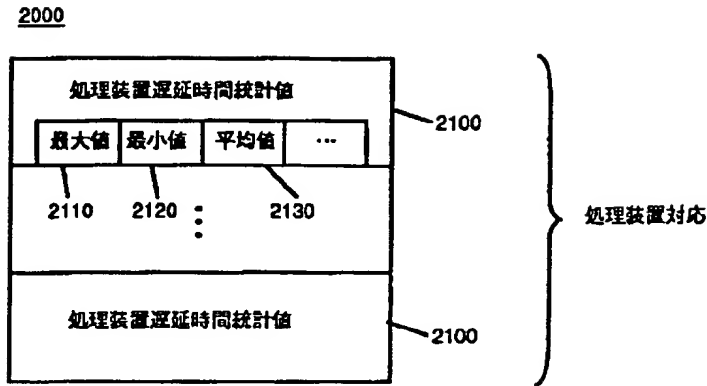 2000
処理装置遅延時間統計値
2100
最大値 最小値 平均値 …
2110 2120 2130
処理装置対応
処理装置遅延時間統計値
2100